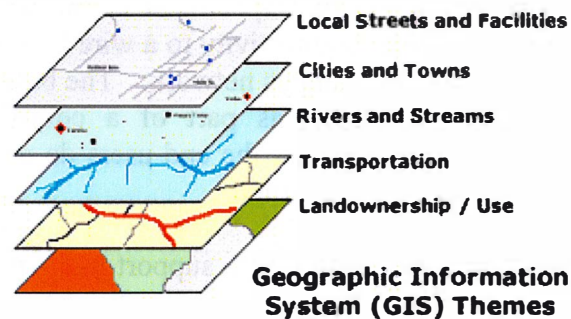 Local Streets and Facilities
Cities and Towns
Rivers and Streams
Transportation
Landownership / Use
Geographic Information
System (GIS) Themes